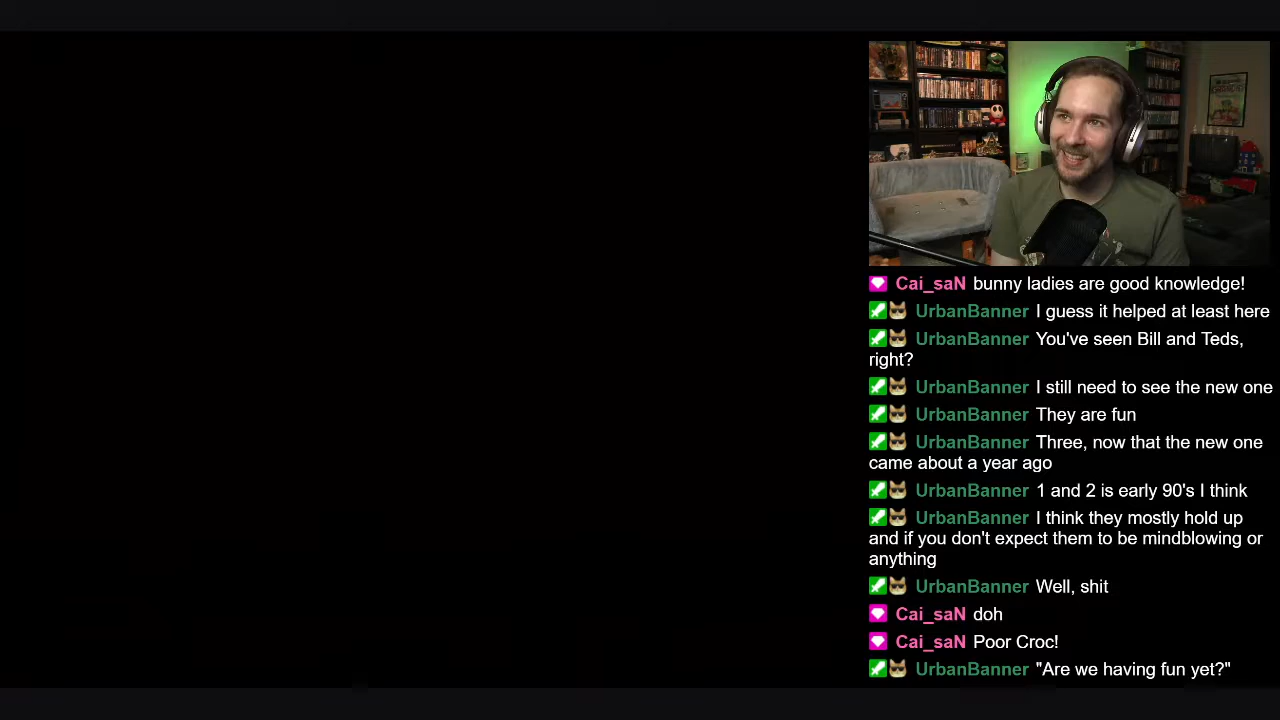 Cai_saN bunny ladies are good knowledge!
UrbanBanner I guess it helped at least here
UrbanBanner You've seen Bill and Teds,
right?
UrbanBanner I still need to see the new one
UrbanBanner They are fun
UrbanBanner Three, now that the new one
came about a year ago
UrbanBanner 1 and 2 is early 90's I think
UrbanBanner I think they mostly hold up
and if you don't expect them to be mindblowing or
anything
UrbanBanner Well, shit
Cai_saN doh
Cai_saN Poor Croc!
UrbanBanner "Are we having fun yet?"